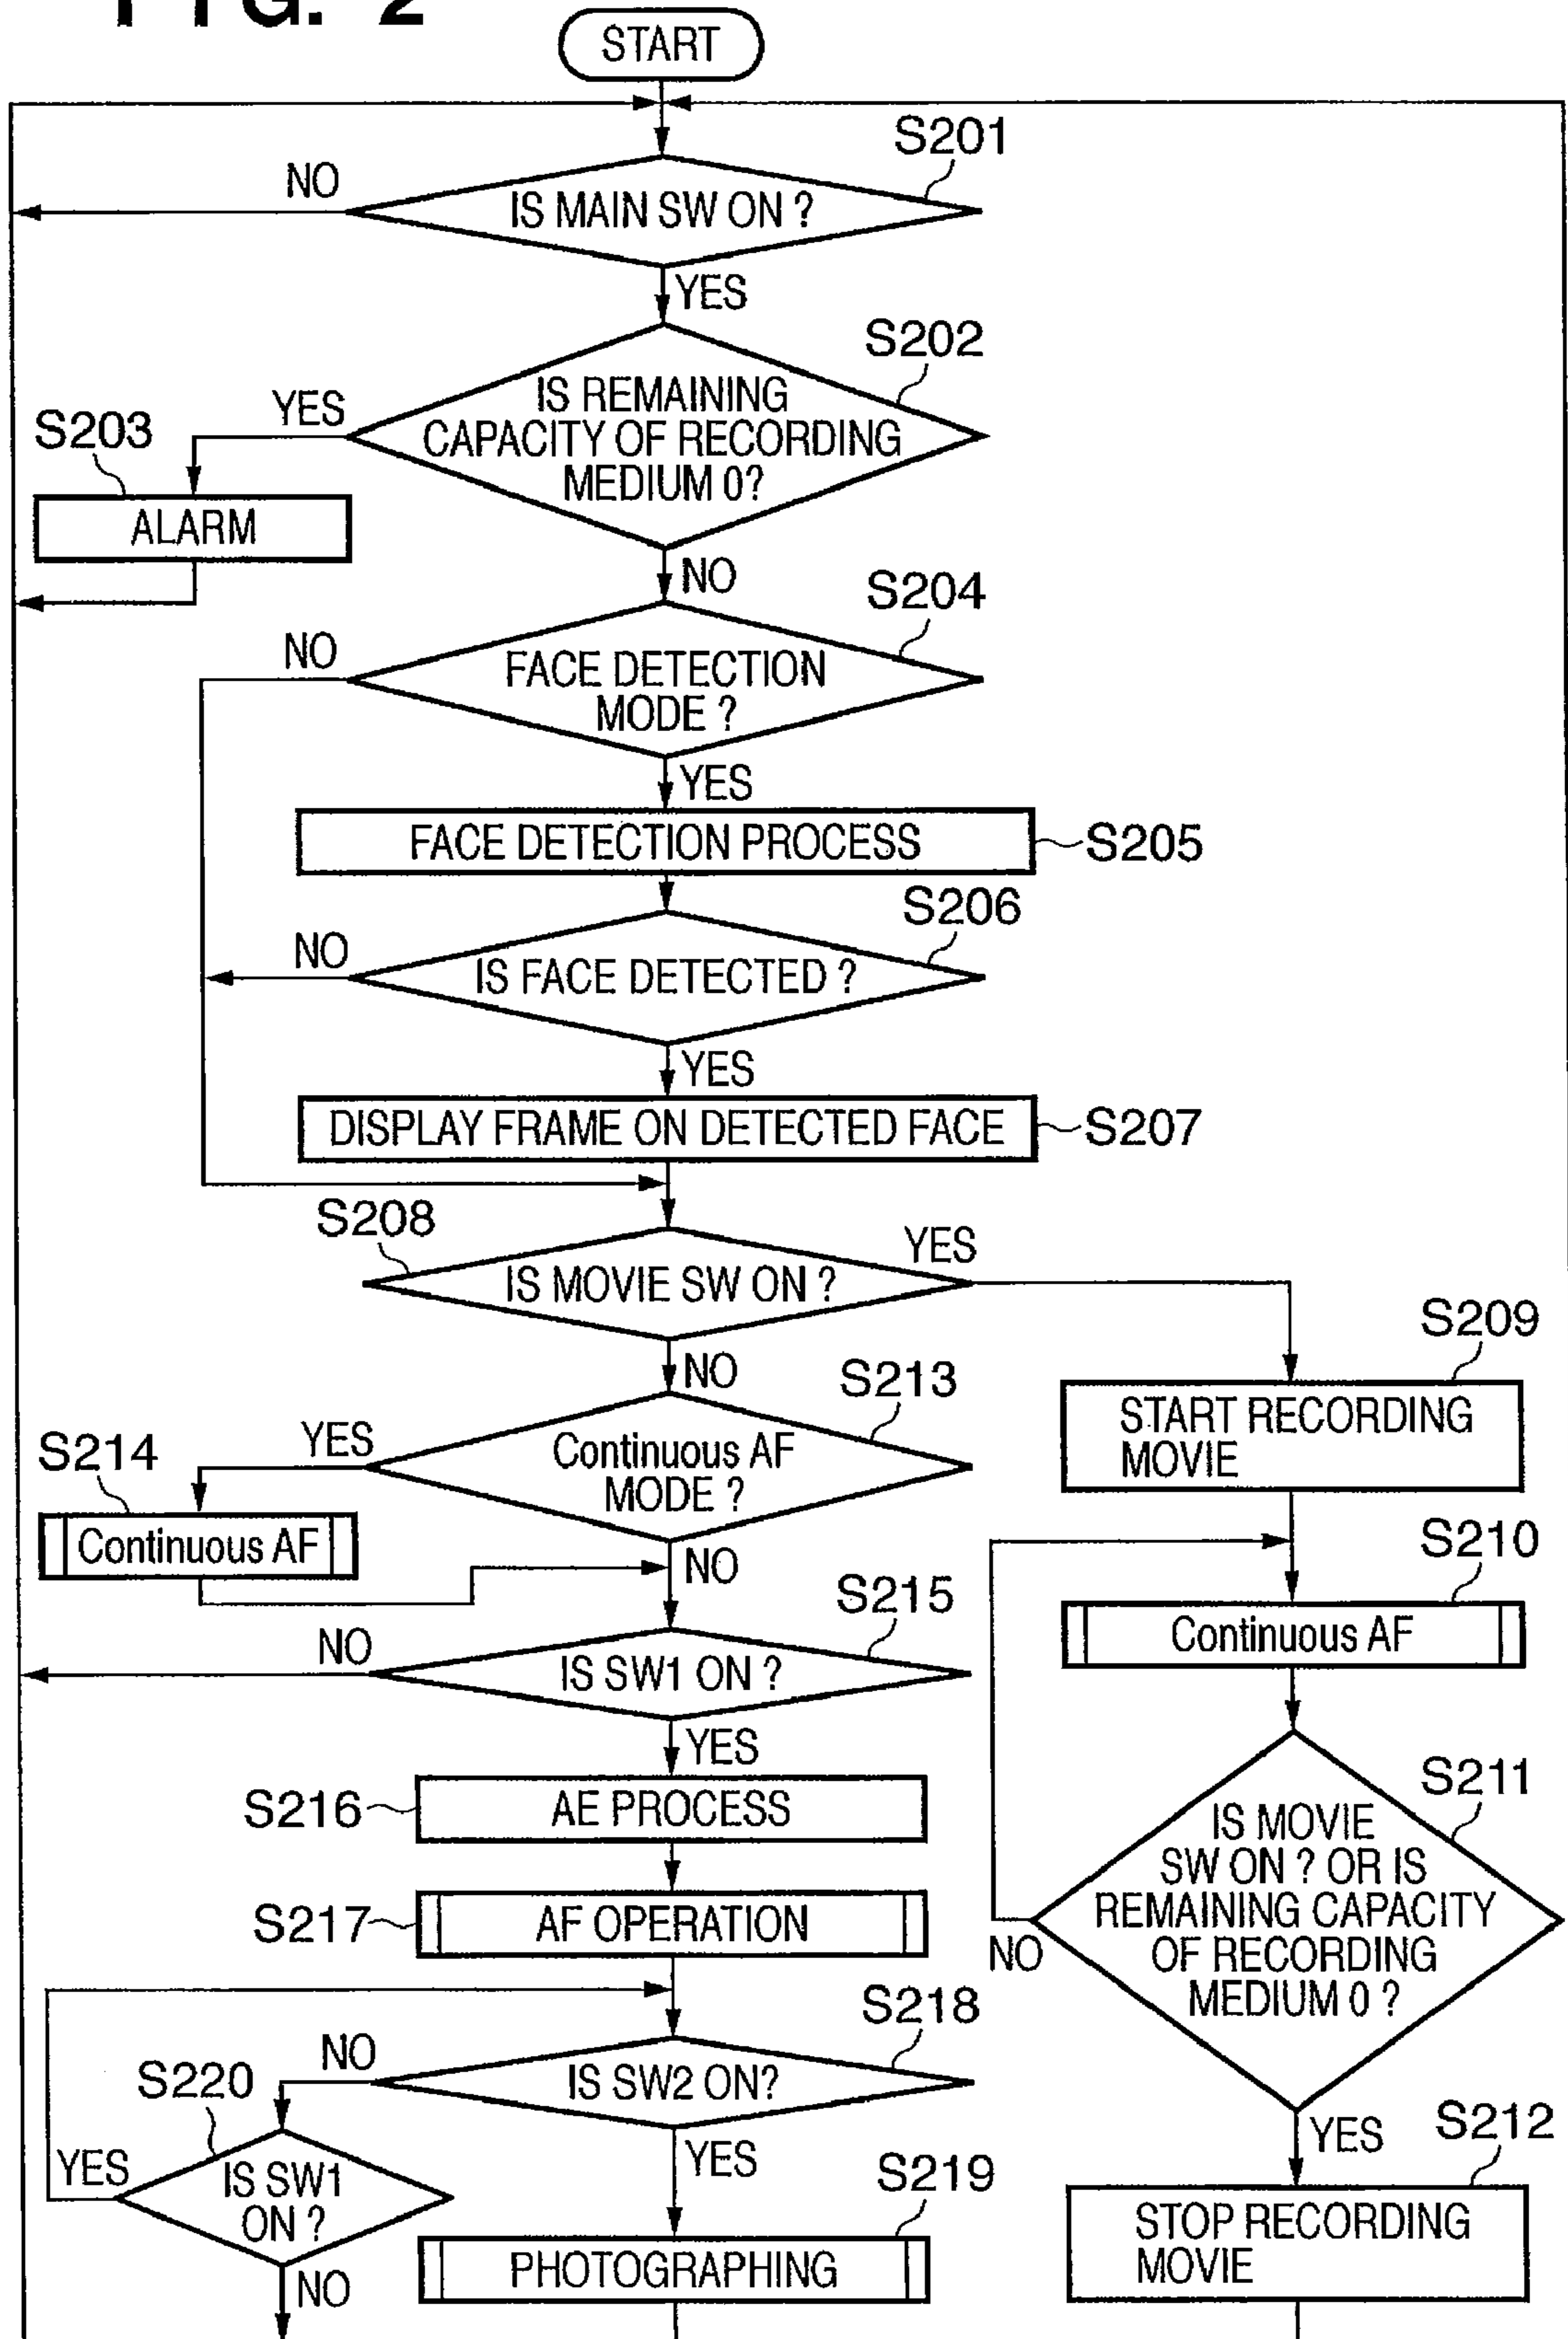 FIG. 2
START
S201
NO
IS MAIN SW ON ?
YES
S202
YES
IS REMAINING
CAPACITY OF RECORDING
MEDIUM 0?
S203
ALARM
NO
S204
NO
FACE DETECTION
MODE ?
YES
FACE DETECTION PROCESS
S205
S206
NO
IS FACE DETECTED ?
YES
DISPLAY FRAME ON DETECTED FACE
S207
S208
YES
IS MOVIE SW ON ?
S209
START RECORDING
MOVIE
NO
S213
YES
Continuous AF
MODE ?
S214
Continuous AF
NO
S210
Continuous AF
S215
NO
IS SW1 ON ?
YES
S216
AE PROCESS
S211
IS MOVIE
SW ON ? OR IS
REMAINING CAPACITY
OF RECORDING
MEDIUM 0 ?
NO
S217
AF OPERATION
S218
NO
IS SW2 ON?
S220
YES
IS SW1
ON ?
NO
YES
S219
PHOTOGRAPHING
YES
S212
STOP RECORDING
MOVIE